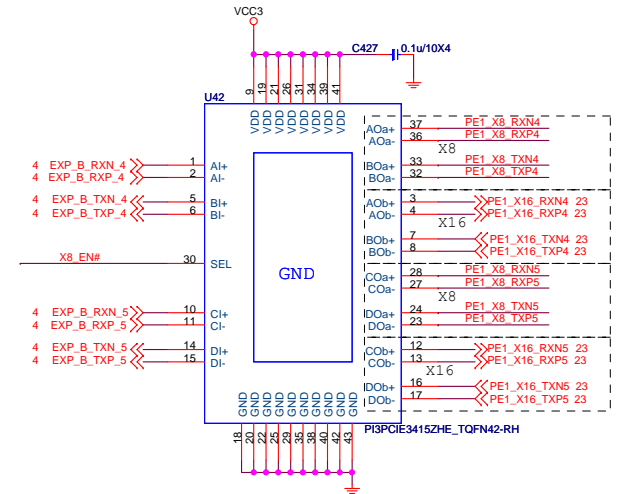 VCC3
C427 0.1u/10X4
U42
9 19 21 26 31 34 39 41
VDD VDD VDD VDD VDD VDD VDD VDD
4 EXP_B_RXN_4 1 AI+
4 EXP_B_RXP_4 2 AI-
4 EXP_B_TXN_4 5 BI+
4 EXP_B_TXP_4 6 BI-
X8_EN# 30 SEL
4 EXP_B_RXN_5 10 CI+
4 EXP_B_RXP_5 11 CI-
4 EXP_B_TXN_5 14 DI+
4 EXP_B_TXP_5 15 DI-
GND
AOa+ 37 PE1_X8_RXN4
AOa- 36 PE1_X8_RXP4
X8
BOa+ 33 PE1_X8_TXN4
BOa- 32 PE1_X8_TXP4
AOb+ 3 PE1_X16_RXN4 23
AOb- 4 PE1_X16_RXP4 23
X16
BOb+ 7 PE1_X16_TXN4 23
BOb- 8 PE1_X16_TXP4 23
COa+ 28 PE1_X8_RXN5
COa- 27 PE1_X8_RXP5
X8
DOa+ 24 PE1_X8_TXN5
DOa- 23 PE1_X8_TXP5
COb+ 12 PE1_X16_RXN5 23
COb- 13 PE1_X16_RXP5 23
X16
DOb+ 16 PE1_X16_TXN5 23
DOb- 17 PE1_X16_TXP5 23
GND GND GND GND GND GND GND GND GND GND
18 20 22 25 29 35 38 40 42 43
PI3PCIE3415ZHE_TQFN42-RH